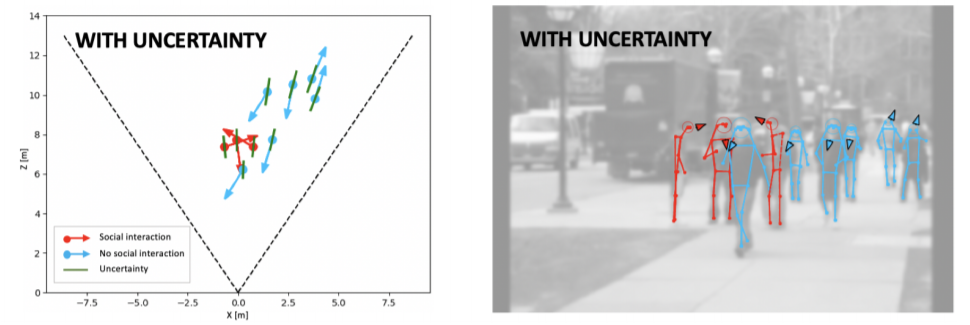 WITH UNCERTAINTY
14
12
10
8
6
4
2
0
Z [m]
Social interaction
No social interaction
Uncertainty
−7.5
−5.0
−2.5
0.0
2.5
5.0
7.5
X [m]
WITH UNCERTAINTY